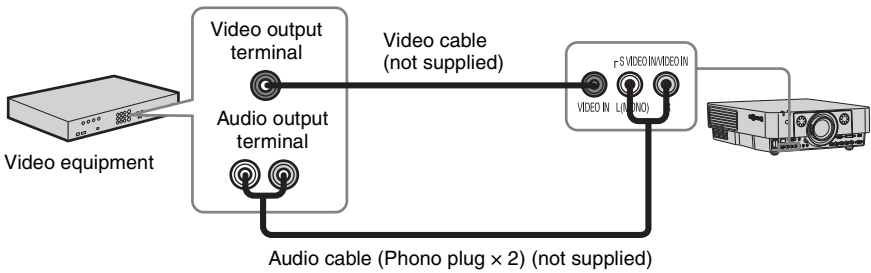 Video output
terminal
Video cable
(not supplied)
┌ S VIDEO IN/VIDEO IN
VIDEO IN L(MONO)
Audio output
terminal
Video equipment
Audio cable (Phono plug × 2) (not supplied)